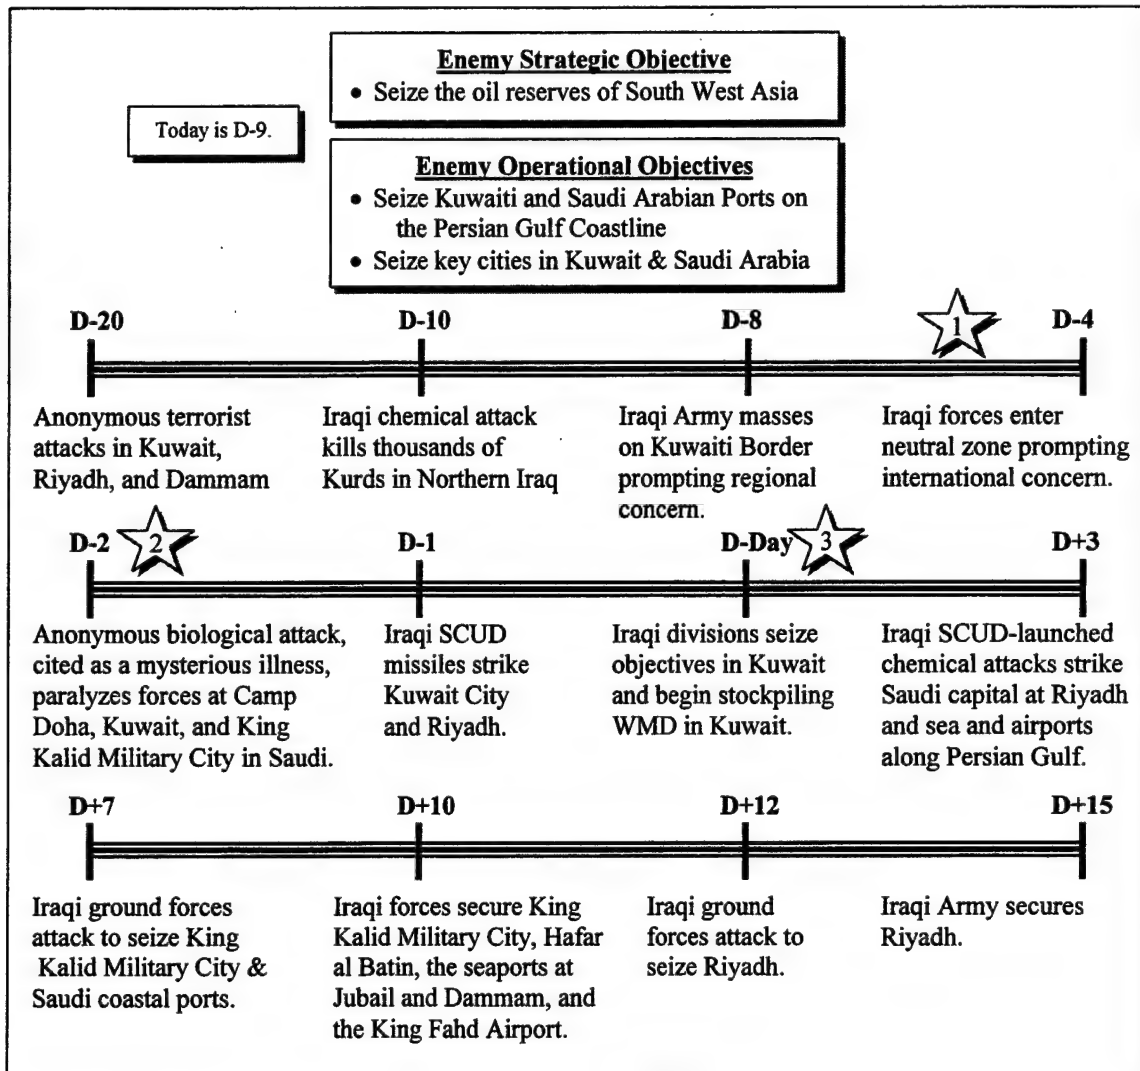 Enemy Strategic Objective
• Seize the oil reserves of South West Asia
Today is D-9.
Enemy Operational Objectives
• Seize Kuwaiti and Saudi Arabian Ports on
the Persian Gulf Coastline
• Seize key cities in Kuwait & Saudi Arabia
D-20
D-10
D-8
1
D-4
Anonymous terrorist
attacks in Kuwait,
Riyadh, and Dammam
Iraqi chemical attack
kills thousands of
Kurds in Northern Iraq
Iraqi Army masses
on Kuwaiti Border
prompting regional
concern.
Iraqi forces enter
neutral zone prompting
international concern.
D-2
2
D-1
D-Day
3
D+3
Anonymous biological attack,
cited as a mysterious illness,
paralyzes forces at Camp
Doha, Kuwait, and King
Kalid Military City in Saudi.
Iraqi SCUD
missiles strike
Kuwait City
and Riyadh.
Iraqi divisions seize
objectives in Kuwait
and begin stockpiling
WMD in Kuwait.
Iraqi SCUD-launched
chemical attacks strike
Saudi capital at Riyadh
and sea and airports
along Persian Gulf.
D+7
D+10
D+12
D+15
Iraqi ground forces
attack to seize King
Kalid Military City &
Saudi coastal ports.
Iraqi forces secure King
Kalid Military City, Hafar
al Batin, the seaports at
Jubail and Dammam, and
the King Fahd Airport.
Iraqi ground
forces attack to
seize Riyadh.
Iraqi Army secures
Riyadh.